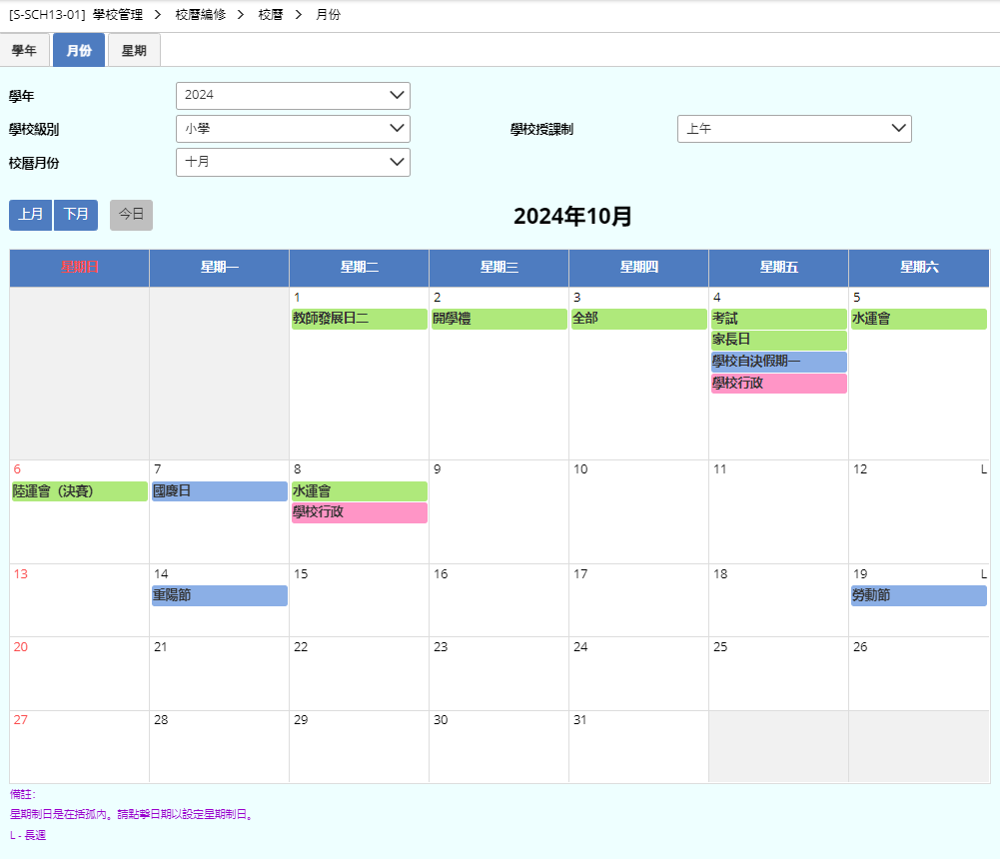 [S-SCH13-01] 學校管理 > 校曆編修 > 校曆 > 月份
學年 月份 星期
學年 2024
學校級別 小學 學校授課制 上午
校曆月份 十月
上月 下月 今日 2024年10月
星期日 星期一 星期二 星期三 星期四 星期五 星期六
1 2 3 4 5
教師發展日二 開學禮 全部 考試 水運會
家長日
學校自決假期一
學校行政
6 7 8 9 10 11 12 L
陸運會（決賽） 國慶日 水運會
學校行政
13 14 15 16 17 18 19 L
重陽節 勞動節
20 21 22 23 24 25 26
27 28 29 30 31
備註：
星期制日是在括孤內。請點擊日期以設定星期制日。
L - 長週